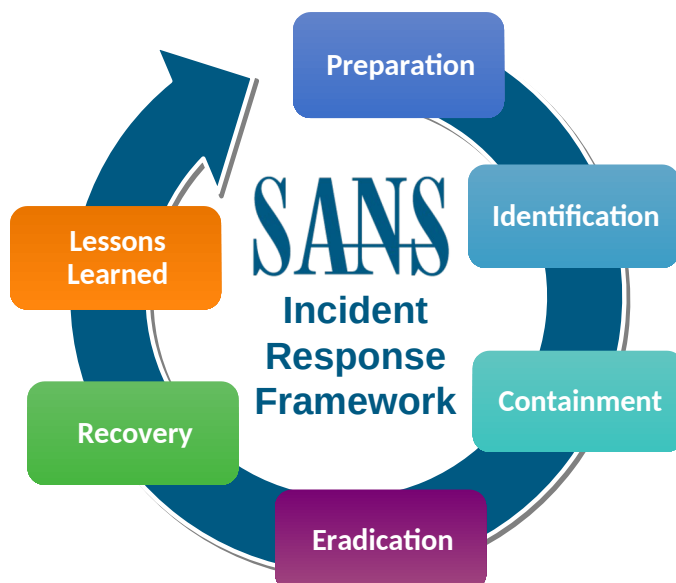 Preparation
Identification
Containment
Eradication
Recovery
Lessons
Learned
SANS
Incident
Response
Framework